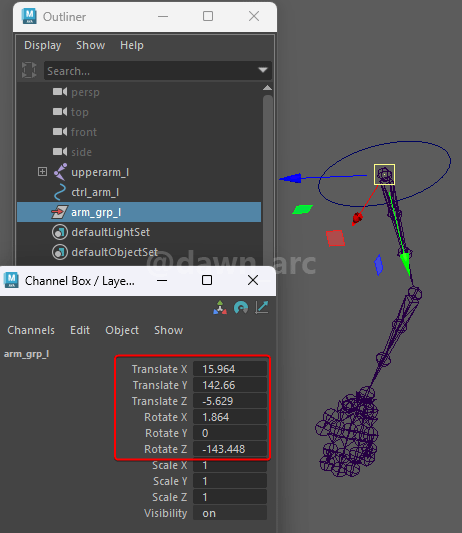 Outliner
Display Show Help
Search...
persp
top
front
side
upperarm_l
ctrl_arm_l
arm_grp_l
defaultLightSet
defaultObjectSet
@dawn_arc
Channel Box / Laye...
Channels Edit Object Show
arm_grp_l
Translate X 15.964
Translate Y 142.66
Translate Z -5.629
Rotate X 1.864
Rotate Y 0
Rotate Z -143.448
Scale X 1
Scale Y 1
Scale Z 1
Visibility on